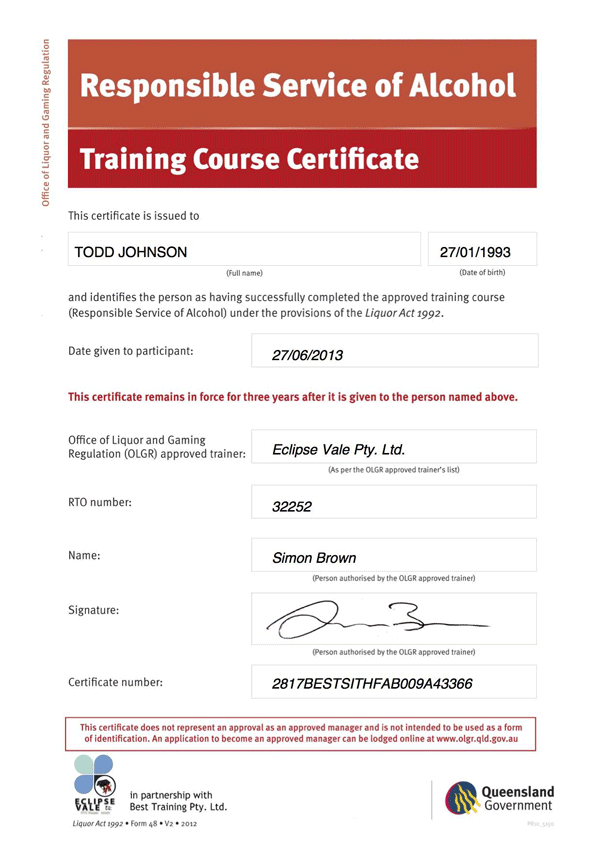 Office of Liquor and Gaming Regulation
Responsible Service of Alcohol
Training Course Certificate
This certificate is issued to
TODD JOHNSON
27/01/1993
(Full name)
(Date of birth)
and identifies the person as having successfully completed the approved training course
(Responsible Service of Alcohol) under the provisions of the Liquor Act 1992.
Date given to participant:
27/06/2013
This certificate remains in force for three years after it is given to the person named above.
Office of Liquor and Gaming
Regulation (OLGR) approved trainer:
Eclipse Vale Pty. Ltd.
(As per the OLGR approved trainer's list)
RTO number:
32252
Name:
Simon Brown
(Person authorised by the OLGR approved trainer)
Signature:
(Person authorised by the OLGR approved trainer)
Certificate number:
2817BESTSITHFAB009A43366
This certificate does not represent an approval as an approved manager and is not intended to be used as a form
of identification. An application to become an approved manager can be lodged online at www.olgr.qld.gov.au
ECLIPSE
VALE
in partnership with
Best Training Pty. Ltd.
Queensland
Government
Liquor Act 1992 • Form 48 • V2 • 2012